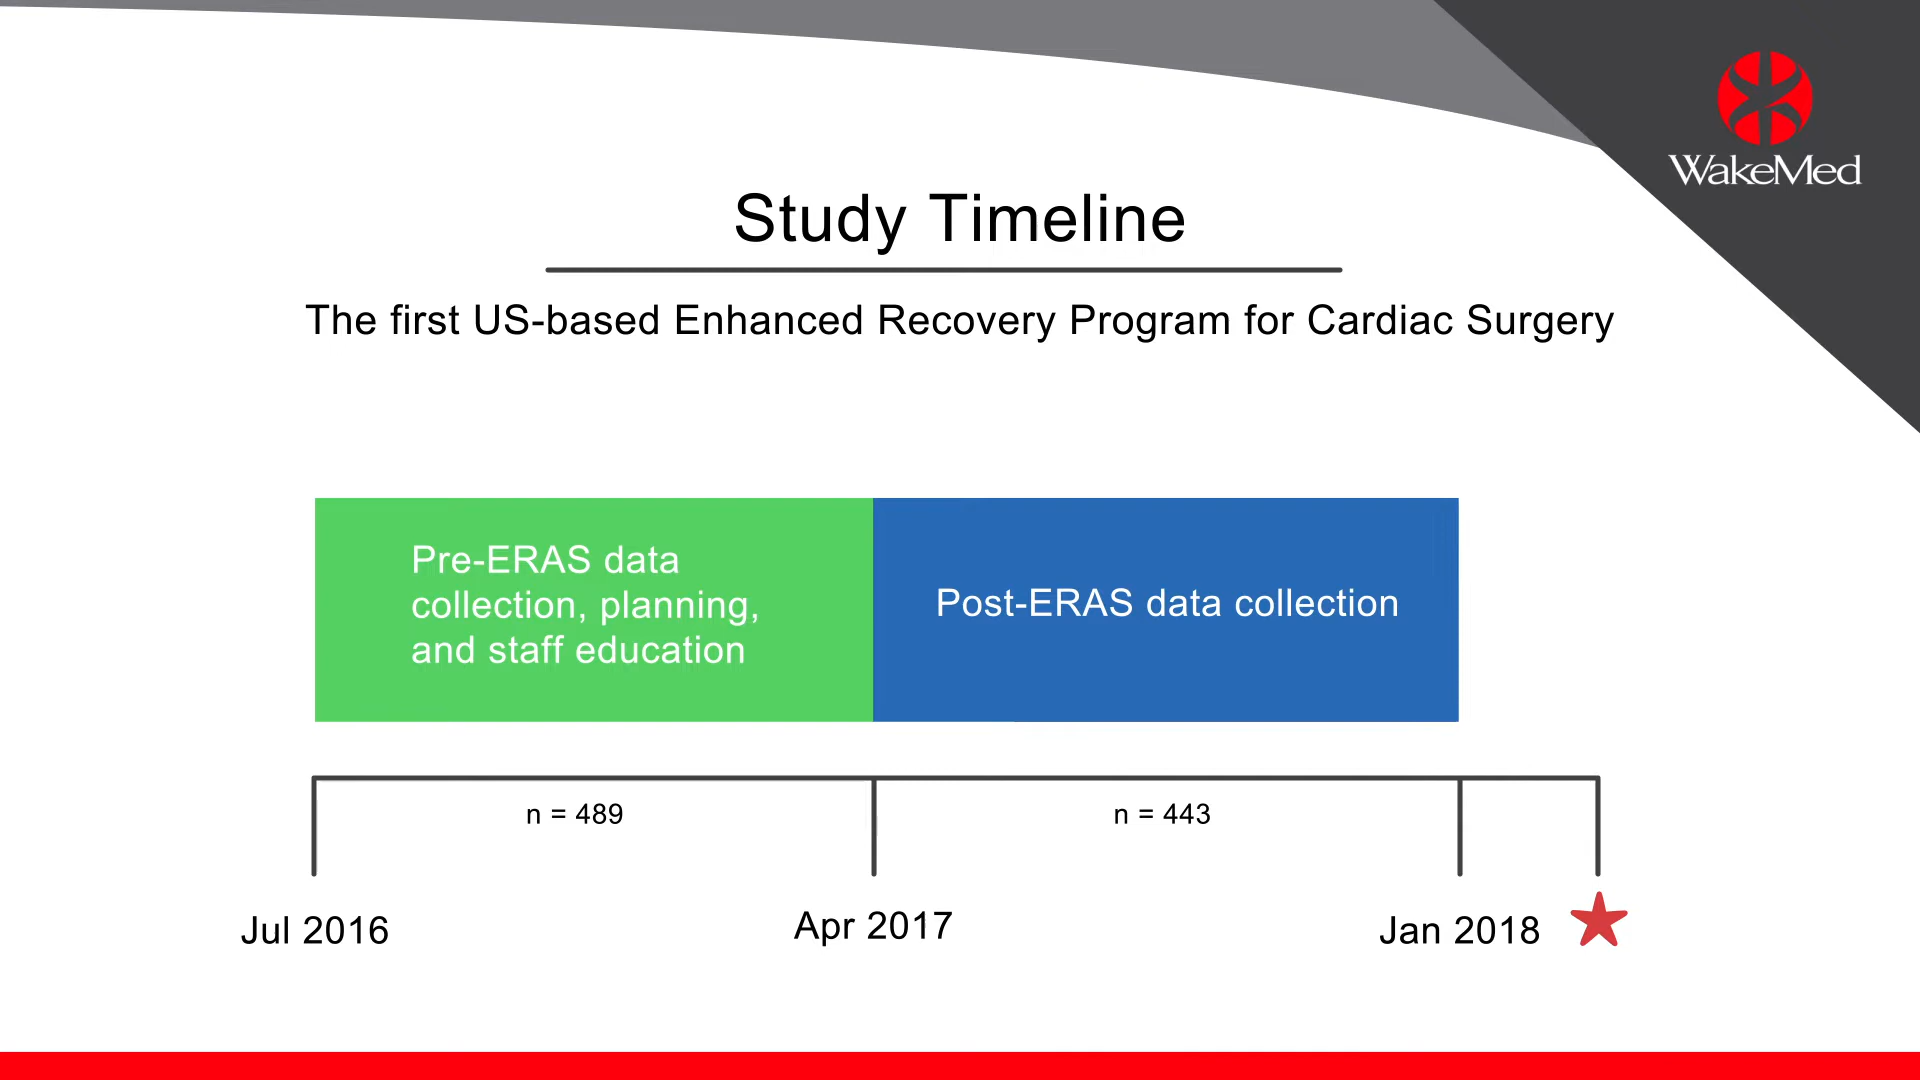 WakeMed
Study Timeline
The first US-based Enhanced Recovery Program for Cardiac Surgery
Pre-ERAS data
collection, planning,
and staff education
Post-ERAS data collection
n = 489
n = 443
Jul 2016
Apr 2017
Jan 2018